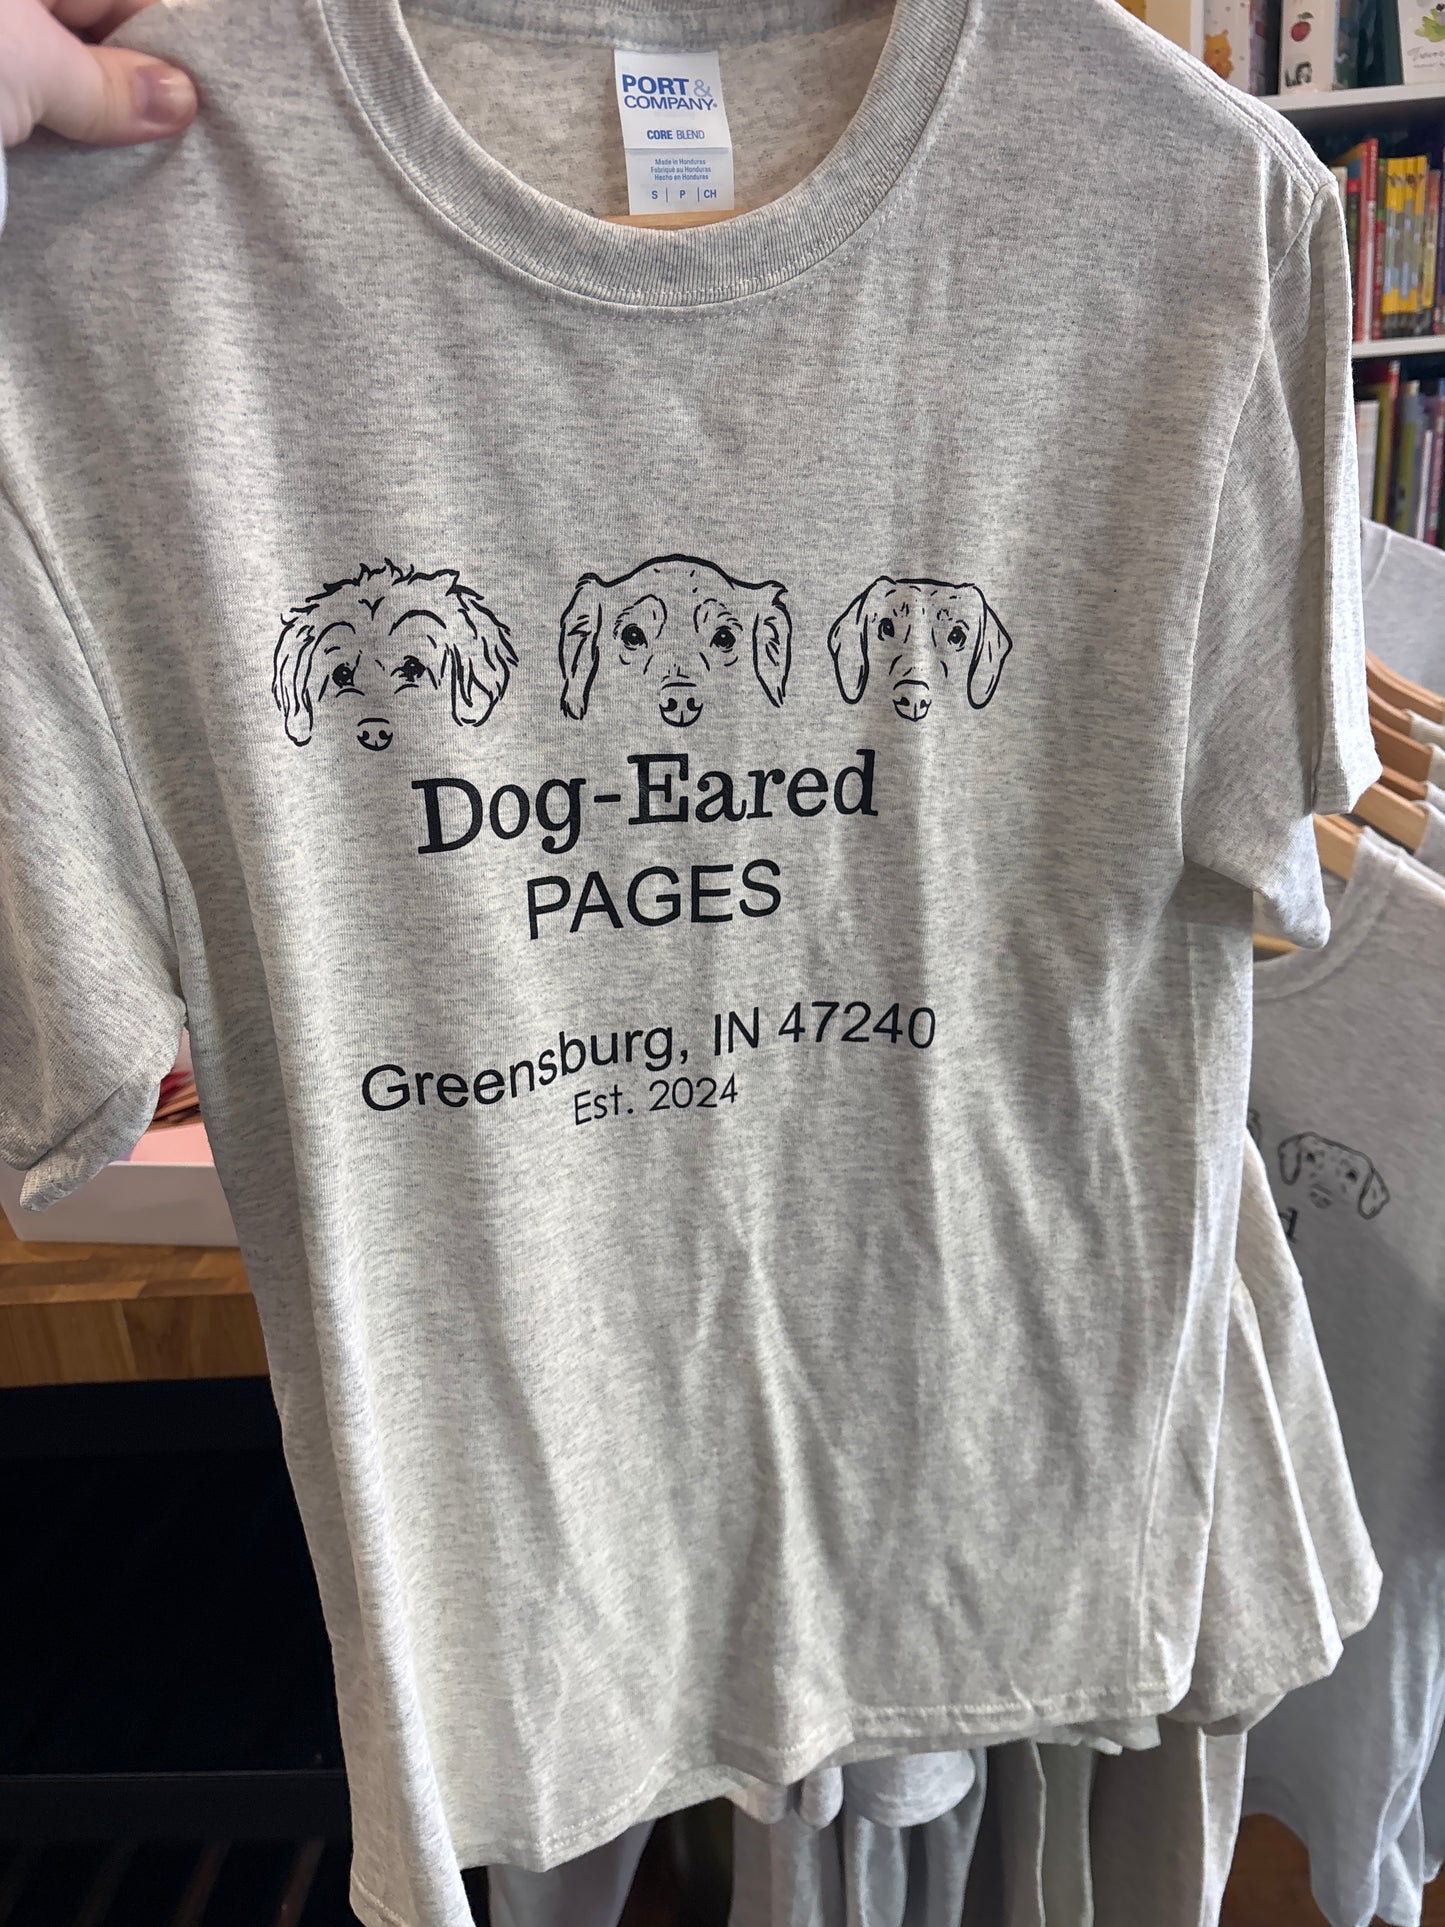 PORT &
COMPANY®
CORE BLEND
Made in Honduras
Fabriqué au Honduras
Hecho en Honduras
S | P | CH
Dog-Eared
PAGES
Greensburg, IN 47240
Est. 2024